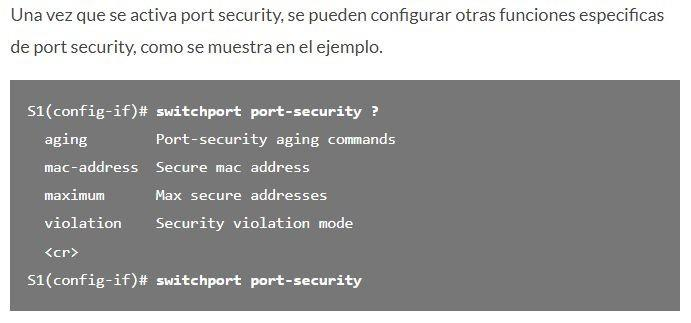 Una vez que se activa port security, se pueden configurar otras funciones especificas
de port security, como se muestra en el ejemplo.
S1(config-if)# switchport port-security ?
aging Port-security aging commands
mac-address Secure mac address
maximum Max secure addresses
violation Security violation mode
<cr>
S1(config-if)# switchport port-security